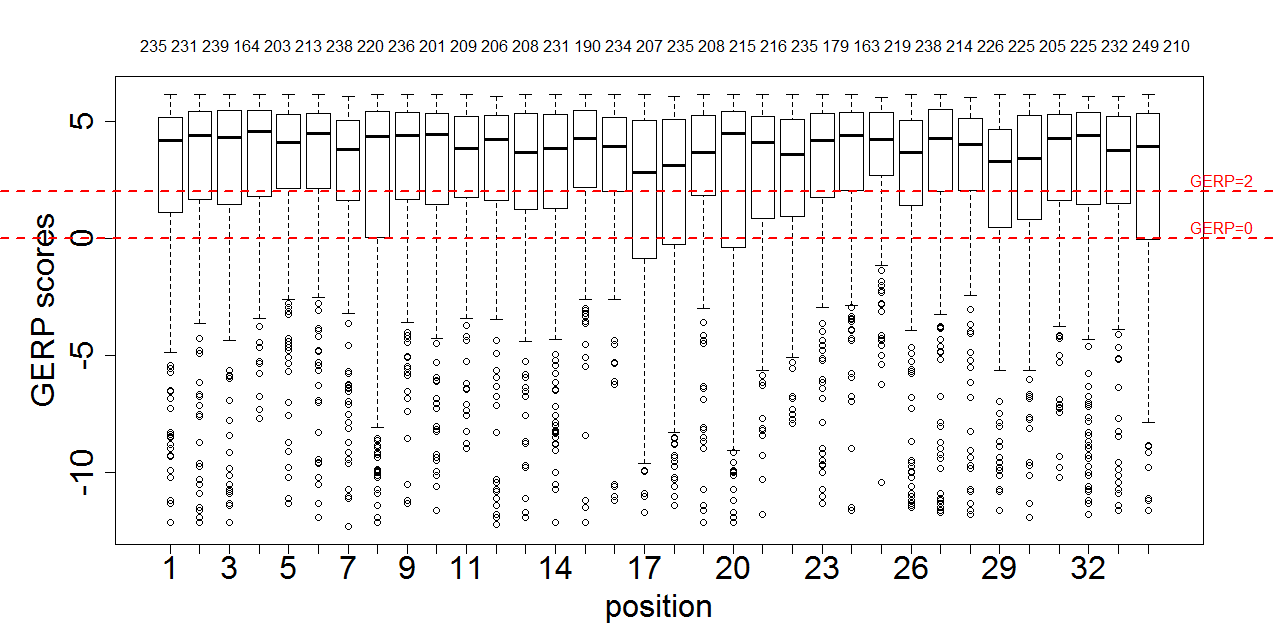 235 231 239 164 203 213 238 220 236 201 209 206 208 231 190 234 207 235 208 215 216 235 179 163 219 238 214 226 225 205 225 232 249 210
5
GERP=2
0
GERP=0
-5
-10
GERP scores
1 3 5 7 9 11 14 17 20 23 26 29 32
position